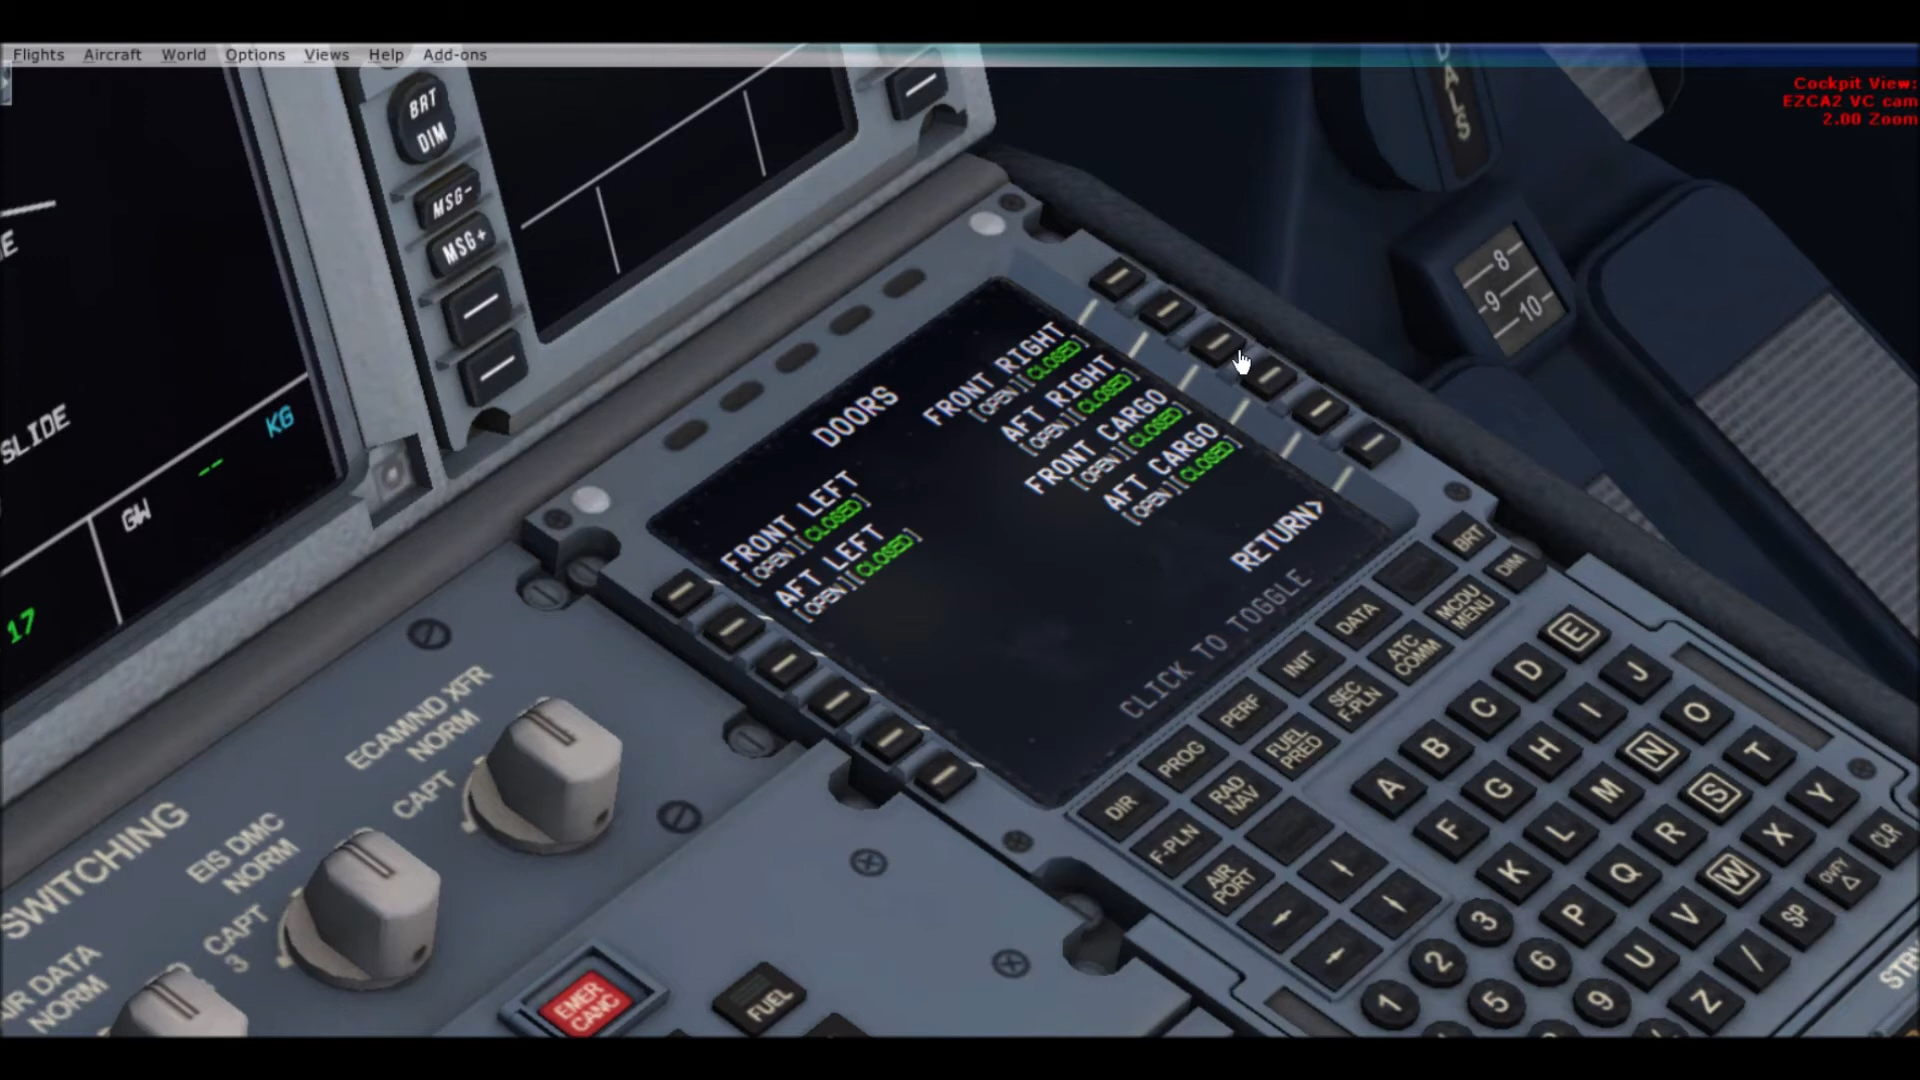 Flights Aircraft World Options Views Help Add-ons
Cockpit View:
EZCA2 VC cam
2.00 Zoom
BRT
DIM
MSG-
MSG+
SLIDE
KG
--
GW
17
DOORS
FRONT LEFT
[OPEN][CLOSED]
AFT LEFT
[OPEN][CLOSED]
FRONT RIGHT
[OPEN][CLOSED]
AFT RIGHT
[OPEN][CLOSED]
FRONT CARGO
[OPEN][CLOSED]
AFT CARGO
[OPEN][CLOSED]
RETURN>
CLICK TO TOGGLE
8
9
10
BRT
DIM
DIR PROG PERF INIT DATA
F-PLN RAD NAV FUEL PRED SEC F-PLN ATC COMM MCDU MENU
AIR PORT
A B C D E
F G H I J
K L M N O
P Q R S T
U V W X Y
Z / SP OVFY Δ CLR
1 2 3
5 6
9
SWITCHING
ECAM/ND XFR
NORM
CAPT
EIS DMC
NORM
CAPT
3
AIR DATA
NORM
EMER
CANC
FUEL